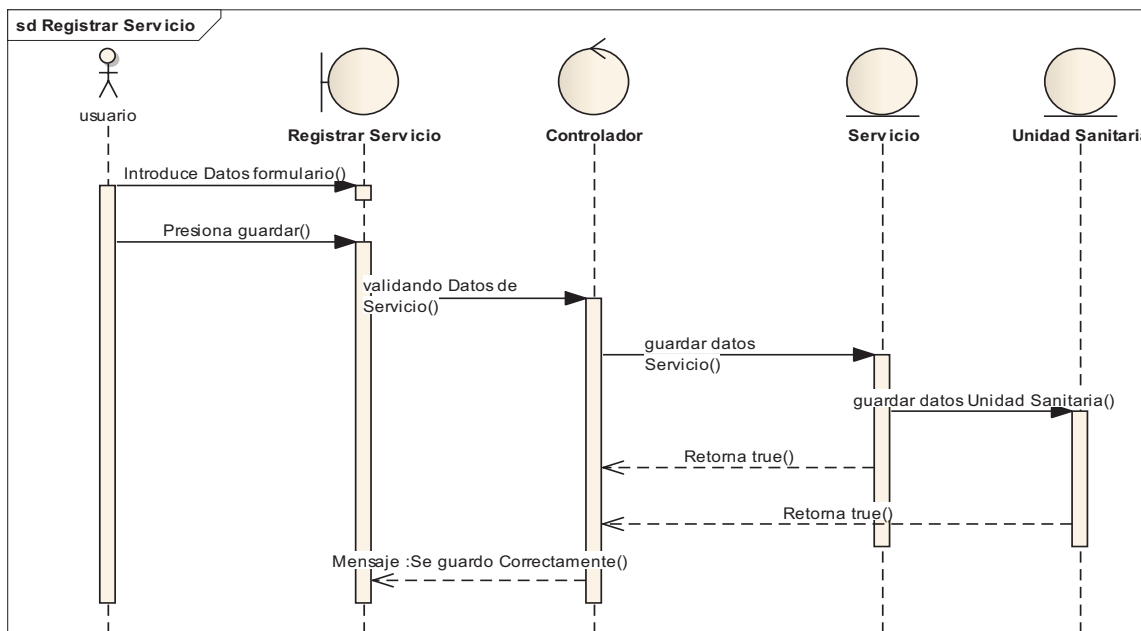 sd Registrar Servicio
usuario
Registrar Servicio
Controlador
Servicio
Unidad Sanitaria
Introduce Datos formulario()
Presiona guardar()
validando Datos de
Servicio()
guardar datos
Servicio()
guardar datos Unidad Sanitaria()
Retorna true()
Retorna true()
Mensaje :Se guardo Correctamente()